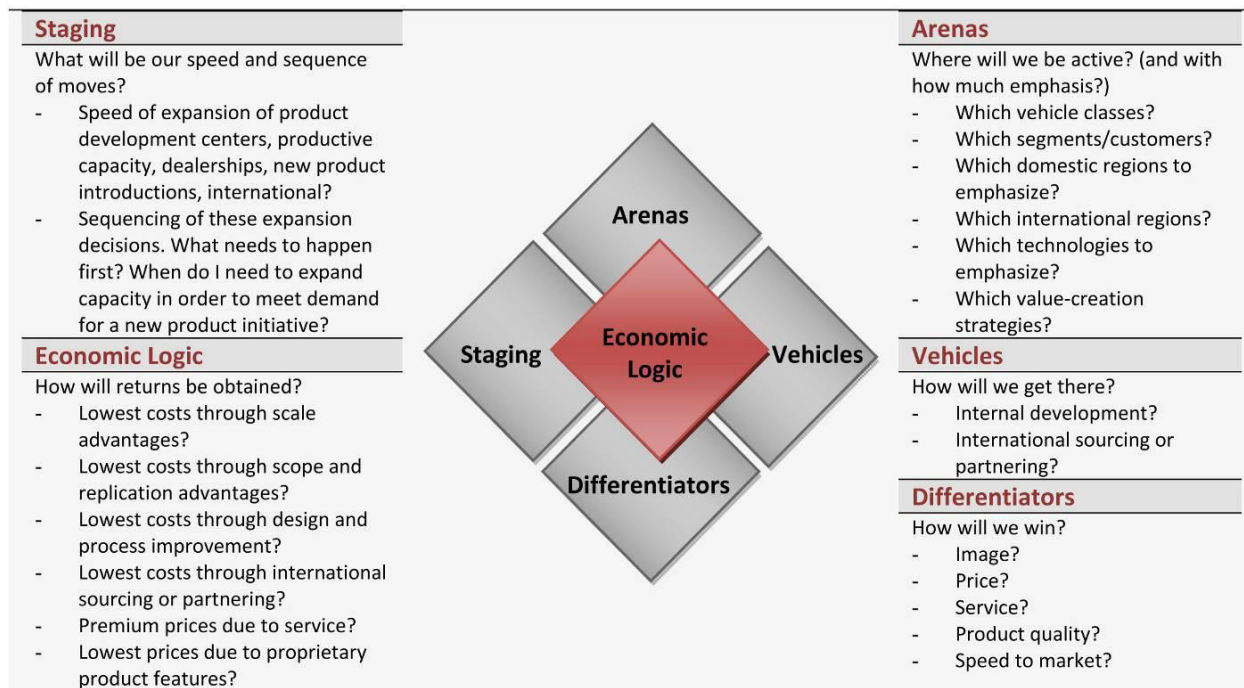 Staging
What will be our speed and sequence
of moves?
- Speed of expansion of product
development centers, productive
capacity, dealerships, new product
introductions, international?
- Sequencing of these expansion
decisions. What needs to happen
first? When do I need to expand
capacity in order to meet demand
for a new product initiative?
Economic Logic
How will returns be obtained?
- Lowest costs through scale
advantages?
- Lowest costs through scope and
replication advantages?
- Lowest costs through design and
process improvement?
- Lowest costs through international
sourcing or partnering?
- Premium prices due to service?
- Lowest prices due to proprietary
product features?
Arenas
Staging
Economic
Logic
Vehicles
Differentiators
Arenas
Where will we be active? (and with
how much emphasis?)
- Which vehicle classes?
- Which segments/customers?
- Which domestic regions to
emphasize?
- Which international regions?
- Which technologies to
emphasize?
- Which value-creation
strategies?
Vehicles
How will we get there?
- Internal development?
- International sourcing or
partnering?
Differentiators
How will we win?
- Image?
- Price?
- Service?
- Product quality?
- Speed to market?